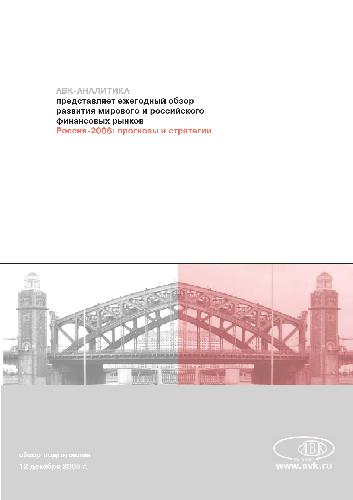 АВК-АНАЛИТИКА
представляет ежегодный обзор
развития мирового и российского
финансовых рынков
Россия-2006: прогнозы и стратегии
обзор подготовлен
12 декабря 2005 г.
АВК
www.avk.ru